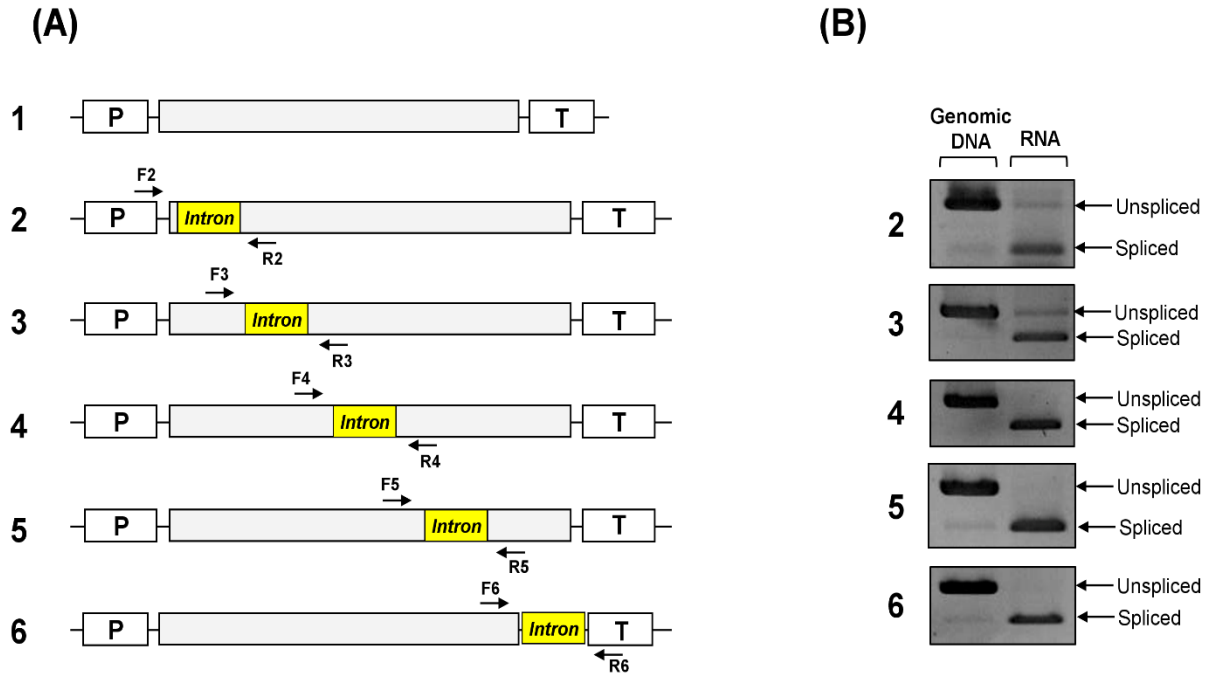 (A)
1
P
T
2
F2
P
Intron
T
R2
3
F3
P
Intron
T
R3
4
F4
P
Intron
T
R4
5
F5
P
Intron
T
R5
6
F6
P
Intron
T
R6
(B)
Genomic
DNA
RNA
2
Unspliced
Spliced
3
Unspliced
Spliced
4
Unspliced
Spliced
5
Unspliced
Spliced
6
Unspliced
Spliced